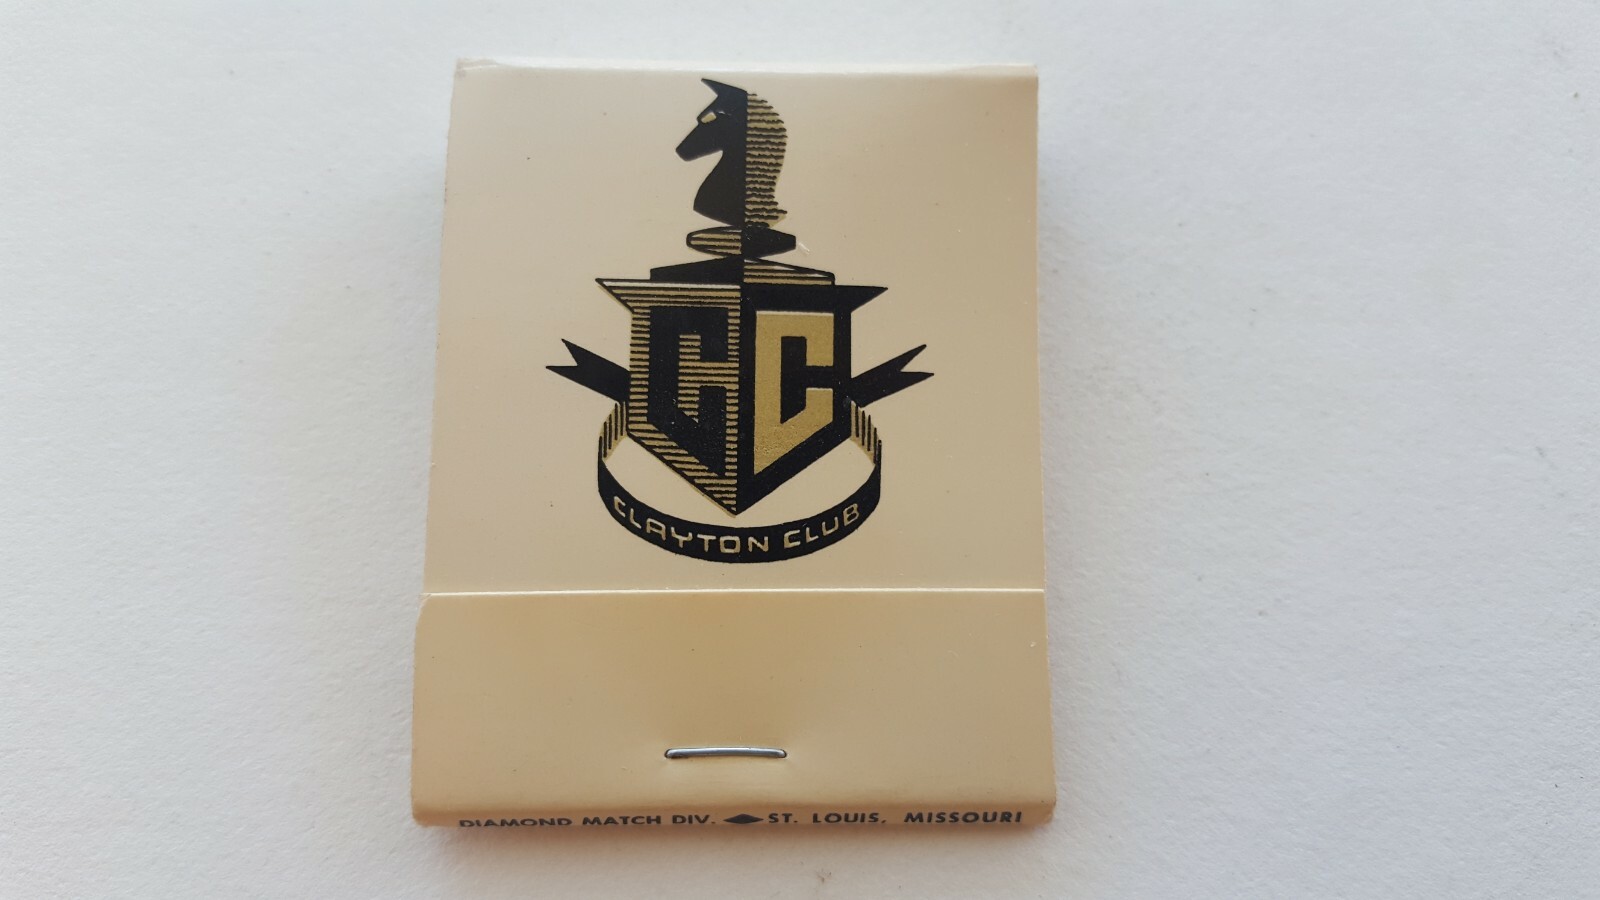 CC
CLAYTON CLUB
DIAMOND MATCH DIV. ST. LOUIS, MISSOURI